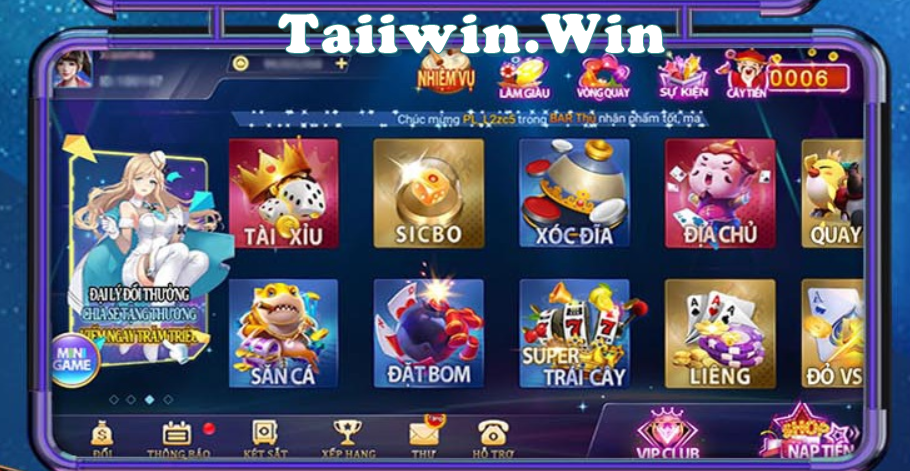 Taiiwin.Win
NHIỆM VỤ
LÀM GIÀU
VÒNG QUAY
SỰ KIỆN
CÂY TIỀN
0006
Chúc mừng PL_L2zc5 trong BAR Thú nhận phẩm tốt, ma
TÀI XỈU
SICBO
XÓC ĐĨA
ĐỊA CHỦ
QUAY
ĐẠI LÝ ĐỔI THƯỞNG
CHIA SẺ TẶNG THƯỞNG
NGAY TRĂM TRIỆU
MINI
GAME
SĂN CÁ
ĐẶT BOM
SUPER
TRÁI CÂY
LIÊNG
ĐỎ VS
ĐỔI
THÔNG BÁO
KÉT SẮT
XẾP HẠNG
THƯ
HỖ TRỢ
VIP CLUB
SHOP
NẠP TIỀN